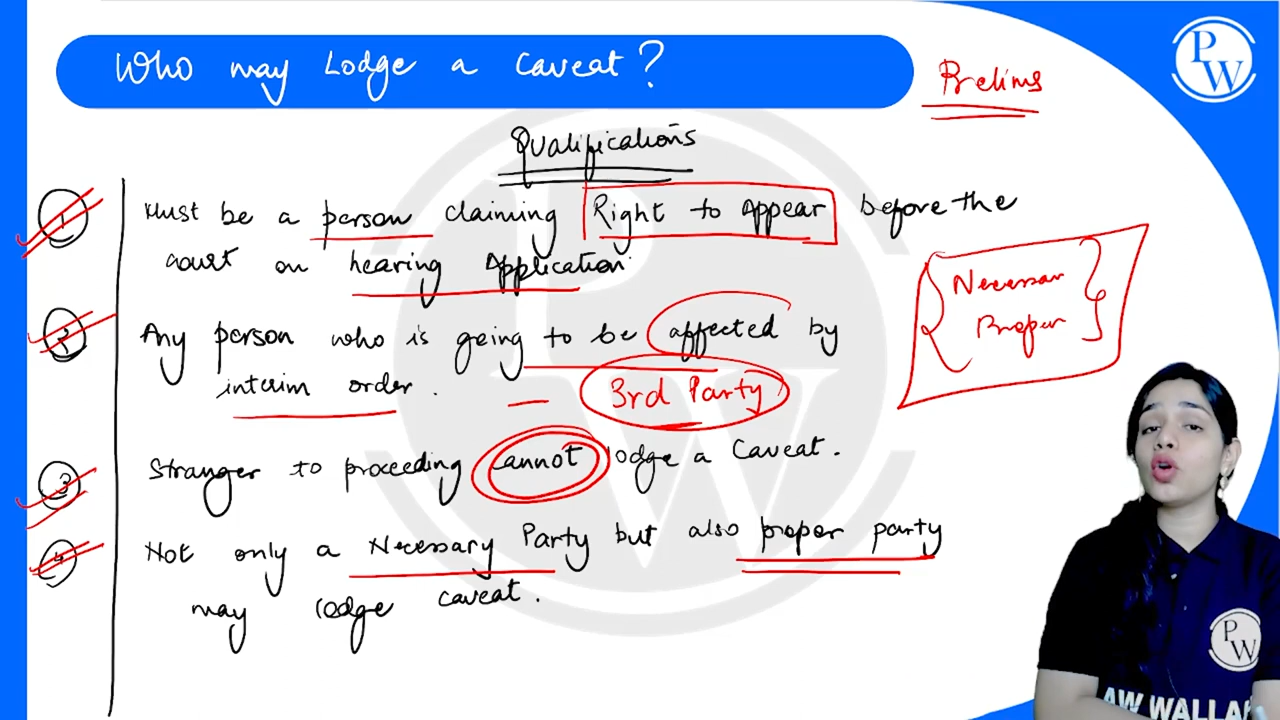 Who may Lodge a Caveat?
Prelims
PW
Qualifications
1 Must be a person claiming Right to Appear before the
court on hearing Application.
Necessary
Proper
2 Any person who is going to be affected by
interim order. – 3rd Party
3 Stranger to proceeding cannot lodge a Caveat.
4 Not only a Necessary Party but also proper party
may lodge caveat.
PW
PW
AW WALLA